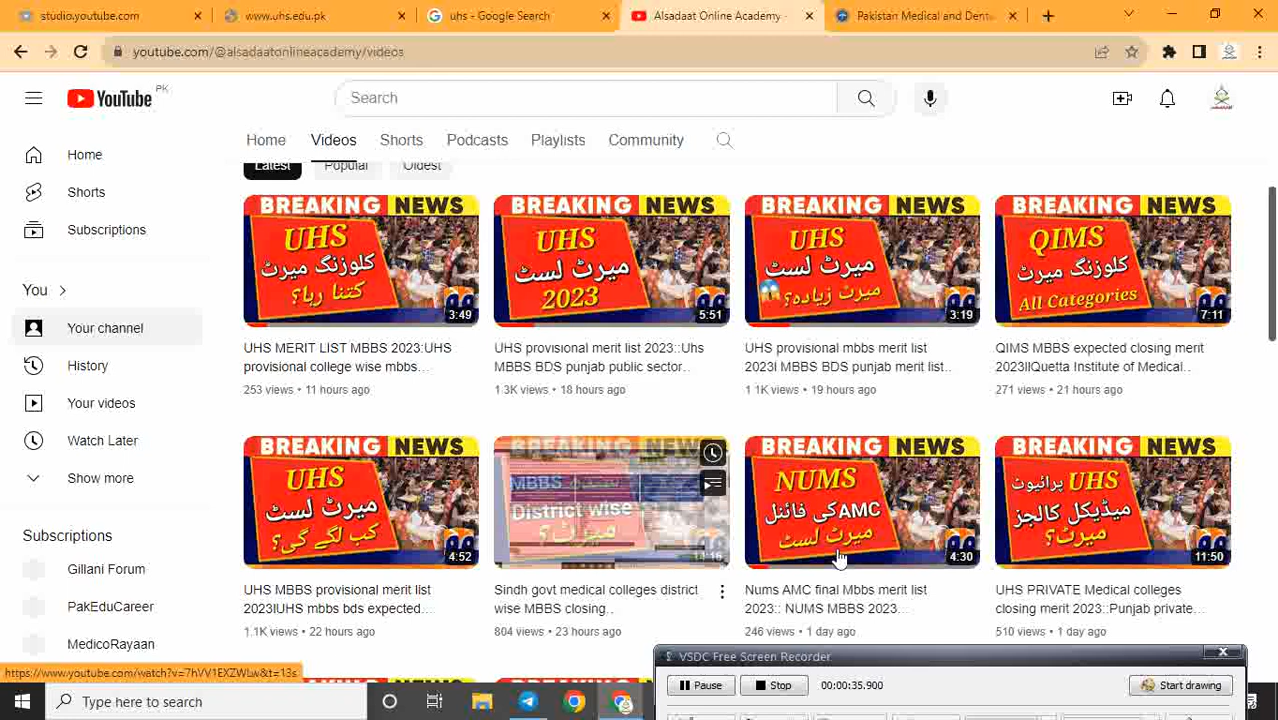 studio.youtube.com
www.uhs.edu.pk
uhs - Google Search
Alsadaat Online Academy -
Pakistan Medical and Dent
youtube.com/@alsadaatonlineacademy/videos
YouTube PK
Search
Home
Videos
Shorts
Podcasts
Playlists
Community
Latest
Popular
Oldest
Home
Shorts
Subscriptions
You
Your channel
History
Your videos
Watch Later
Show more
Subscriptions
Gillani Forum
PakEduCareer
MedicoRayaan
BREAKING NEWS
UHS
کلوزنگ میرٹ
کتنا رہا؟
3:49
UHS MERIT LIST MBBS 2023:UHS
provisional college wise mbbs...
253 views • 11 hours ago
BREAKING NEWS
UHS
میرٹ لسٹ
2023
5:51
UHS provisional merit list 2023::Uhs
MBBS BDS punjab public sector..
1.3K views • 18 hours ago
BREAKING NEWS
UHS
میرٹ لسٹ
میرٹ زیادہ؟
3:19
UHS provisional mbbs merit list
2023l MBBS BDS punjab merit list..
1.1K views • 19 hours ago
BREAKING NEWS
QIMS
کلوزنگ میرٹ
All Categories
7:11
QIMS MBBS expected closing merit
2023llQuetta Institute of Medical..
271 views • 21 hours ago
BREAKING NEWS
UHS
میرٹ لسٹ
کب لگے گی؟
4:52
UHS MBBS provisional merit list
2023lUHS mbbs bds expected...
1.1K views • 22 hours ago
BREAKING NEWS
MBBS
District wise
میرٹ؟
14:16
Sindh govt medical colleges district
wise MBBS closing..
804 views • 23 hours ago
BREAKING NEWS
NUMS
AMC کی فائنل
میرٹ لسٹ
4:30
Nums AMC final Mbbs merit list
2023:: NUMS MBBS 2023...
246 views • 1 day ago
BREAKING NEWS
UHS پرائیوٹ
میڈیکل کالجز
میرٹ؟
11:50
UHS PRIVATE Medical colleges
closing merit 2023::Punjab private...
510 views • 1 day ago
https://www.youtube.com/watch?v=7hVV1EXZWLw&t=13s
VSDC Free Screen Recorder
Pause
Stop
00:00:35.900
Start drawing
Type here to search